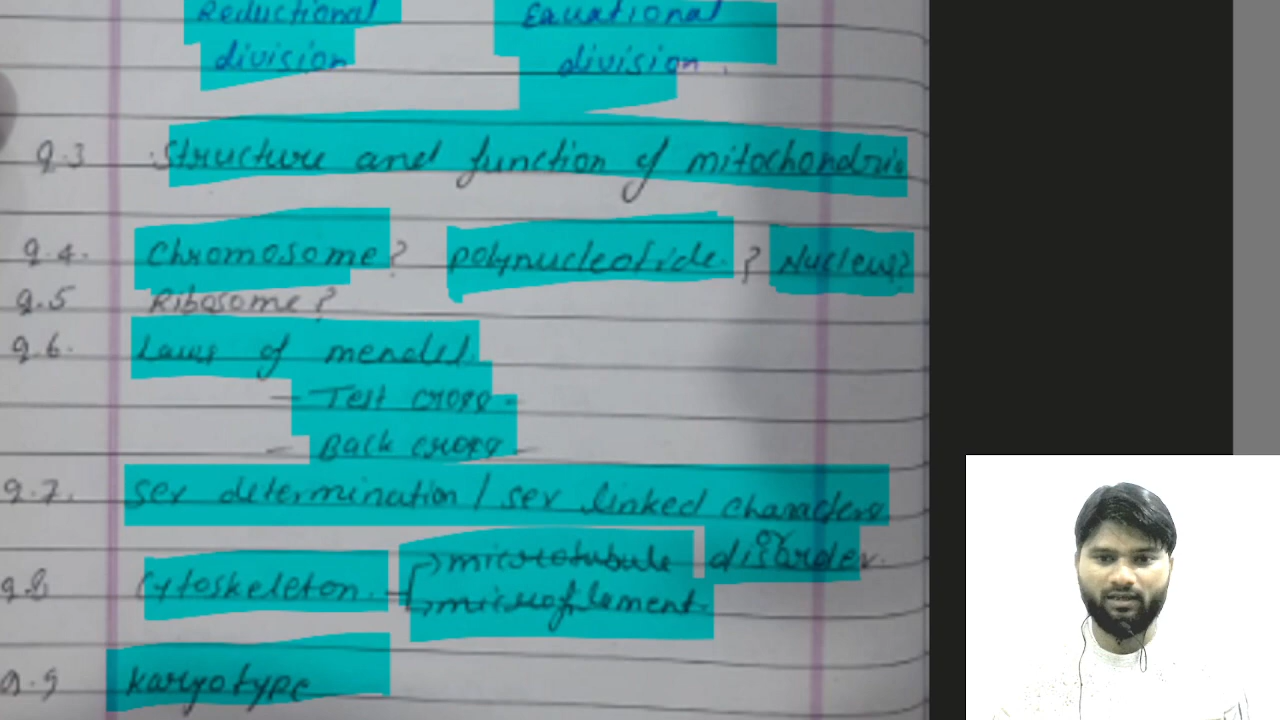 Reductional Equational
division division.
Q.3 Structure and function of mitochondria
Q.4. Chromosome? polynucleotide ? Nucleus?
Q.5 Ribosome?
Q.6. Laws of mendel
- Test cross -
- Back cross -
Q.7. Sex determination / sex linked characters
or
disorder.
Q.8 Cytoskeleton microtubule
microfilament
Q.9 Karyotype